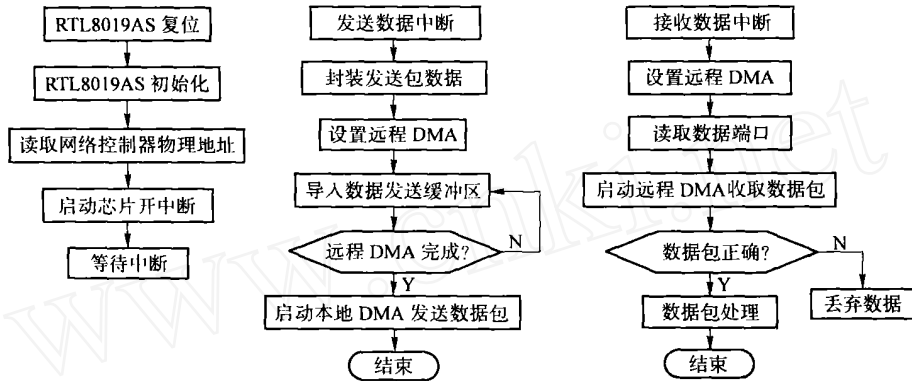 RTL8019AS 复位
RTL8019AS 初始化
读取网络控制器物理地址
启动芯片开中断
等待中断
发送数据中断
封装发送包数据
设置远程 DMA
导入数据发送缓冲区
远程 DMA 完成?
N
Y
启动本地 DMA 发送数据包
结束
接收数据中断
设置远程 DMA
读取数据端口
启动远程 DMA收取数据包
数据包正确?
N
Y
丢弃数据
数据包处理
结束
www.cnki.net